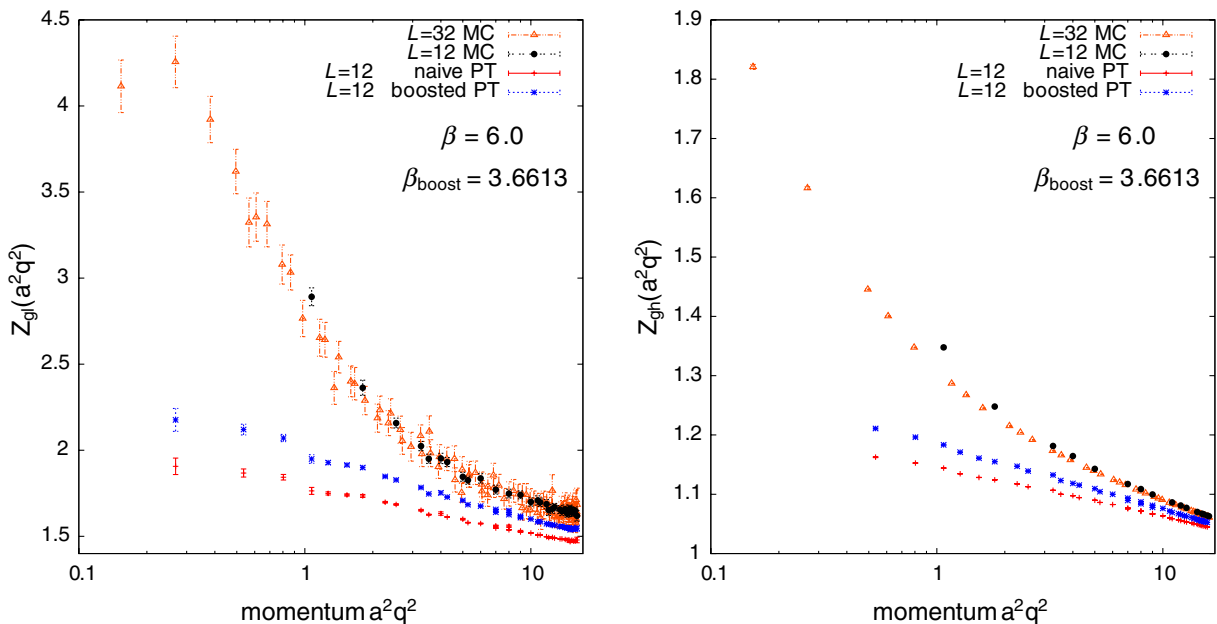 4.5
4
3.5
3
2.5
2
1.5
0.1
1
10
Z_gl(a²q²)
momentum a²q²
L=32 MC
L=12 MC
L=12 naive PT
L=12 boosted PT
β = 6.0
β_boost = 3.6613
1.9
1.8
1.7
1.6
1.5
1.4
1.3
1.2
1.1
1
0.1
1
10
Z_gh(a²q²)
momentum a²q²
L=32 MC
L=12 MC
L=12 naive PT
L=12 boosted PT
β = 6.0
β_boost = 3.6613